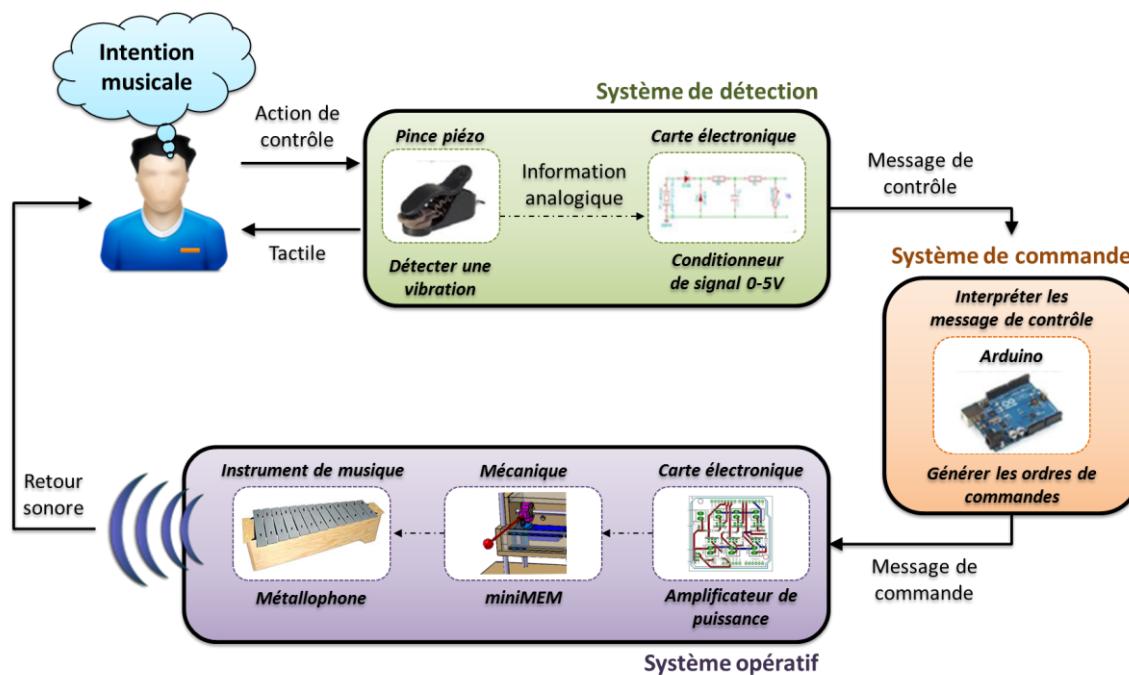 Intention
musicale
Système de détection
Action de
contrôle
Tactile
Pince piézo
Information
analogique
Détecter une
vibration
Carte électronique
Conditionneur
de signal 0-5V
Message de
contrôle
Système de commande
Interpréter les
message de contrôle
Arduino
Générer les ordres de
commandes
Message de
commande
Carte électronique
Amplificateur de
puissance
Mécanique
miniMEM
Instrument de musique
Métallophone
Retour
sonore
Système opératif